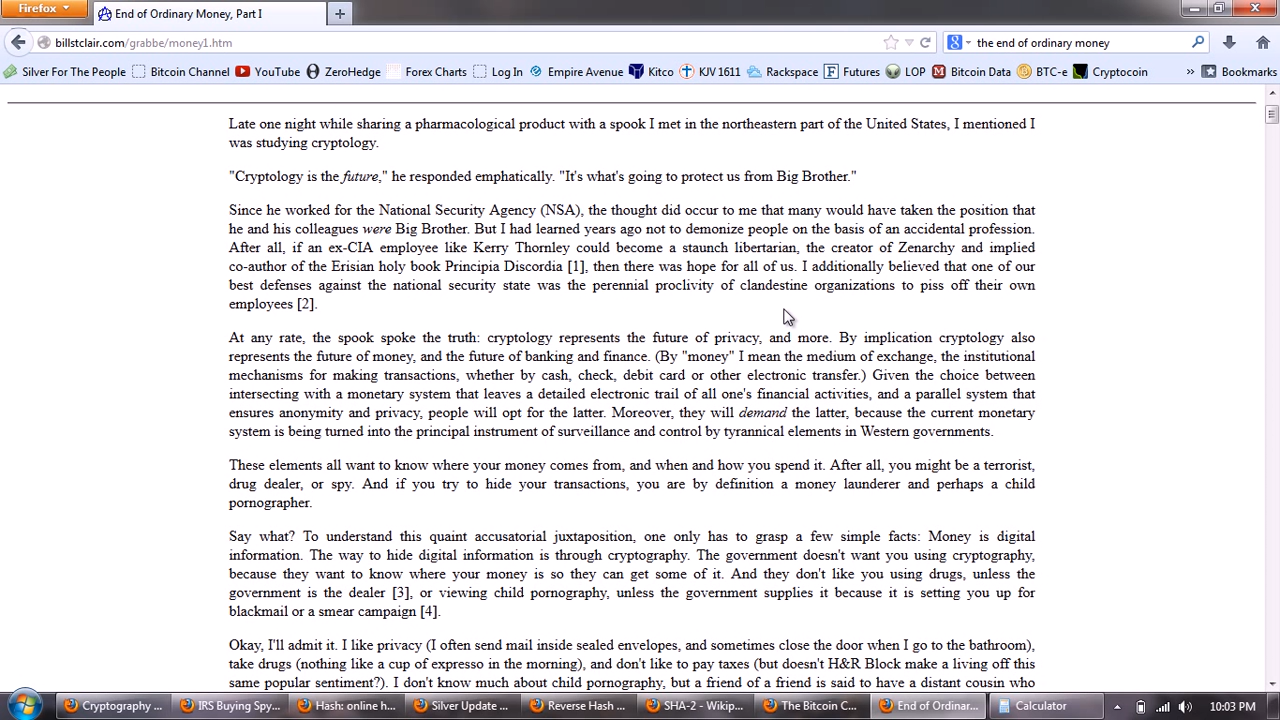 Firefox
End of Ordinary Money, Part I
billstclair.com/grabbe/money1.htm
the end of ordinary money
Silver For The People
Bitcoin Channel
YouTube
ZeroHedge
Forex Charts
Log In
Empire Avenue
Kitco
KJV 1611
Rackspace
Futures
LOP
Bitcoin Data
BTC-e
Cryptocoin
»
Bookmarks
Late one night while sharing a pharmacological product with a spook I met in the northeastern part of the United States, I mentioned I
was studying cryptology.
"Cryptology is the future," he responded emphatically. "It's what's going to protect us from Big Brother."
Since he worked for the National Security Agency (NSA), the thought did occur to me that many would have taken the position that
he and his colleagues were Big Brother. But I had learned years ago not to demonize people on the basis of an accidental profession.
After all, if an ex-CIA employee like Kerry Thornley could become a staunch libertarian, the creator of Zenarchy and implied
co-author of the Erisian holy book Principia Discordia [1], then there was hope for all of us. I additionally believed that one of our
best defenses against the national security state was the perennial proclivity of clandestine organizations to piss off their own
employees [2].
At any rate, the spook spoke the truth: cryptology represents the future of privacy, and more. By implication cryptology also
represents the future of money, and the future of banking and finance. (By "money" I mean the medium of exchange, the institutional
mechanisms for making transactions, whether by cash, check, debit card or other electronic transfer.) Given the choice between
intersecting with a monetary system that leaves a detailed electronic trail of all one's financial activities, and a parallel system that
ensures anonymity and privacy, people will opt for the latter. Moreover, they will demand the latter, because the current monetary
system is being turned into the principal instrument of surveillance and control by tyrannical elements in Western governments.
These elements all want to know where your money comes from, and when and how you spend it. After all, you might be a terrorist,
drug dealer, or spy. And if you try to hide your transactions, you are by definition a money launderer and perhaps a child
pornographer.
Say what? To understand this quaint accusatorial juxtaposition, one only has to grasp a few simple facts: Money is digital
information. The way to hide digital information is through cryptography. The government doesn't want you using cryptography,
because they want to know where your money is so they can get some of it. And they don't like you using drugs, unless the
government is the dealer [3], or viewing child pornography, unless the government supplies it because it is setting you up for
blackmail or a smear campaign [4].
Okay, I'll admit it. I like privacy (I often send mail inside sealed envelopes, and sometimes close the door when I go to the bathroom),
take drugs (nothing like a cup of expresso in the morning), and don't like to pay taxes (but doesn't H&R Block make a living off this
same popular sentiment?). I don't know much about child pornography, but a friend of a friend is said to have a distant cousin who
Cryptography ...
IRS Buying Spy...
Hash: online h...
Silver Update ...
Reverse Hash ...
SHA-2 - Wikip...
The Bitcoin C...
End of Ordinar...
Calculator
10:03 PM